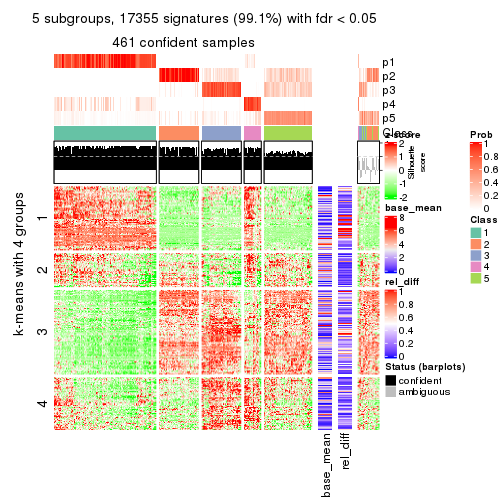 5 subgroups, 17355 signatures (99.1%) with fdr < 0.05
461 confident samples
p1
p2
p3
p4
p5
Class
Silhouette
score
1
2
3
4
k-means with 4 groups
base_mean
rel_diff
z-score
2
1
0
-1
-2
base_mean
8
6
4
2
0
rel_diff
1
0.8
0.6
0.4
0.2
0
Status (barplots)
confident
ambiguous
Prob
1
0.8
0.6
0.4
0.2
0
Class
1
2
3
4
5